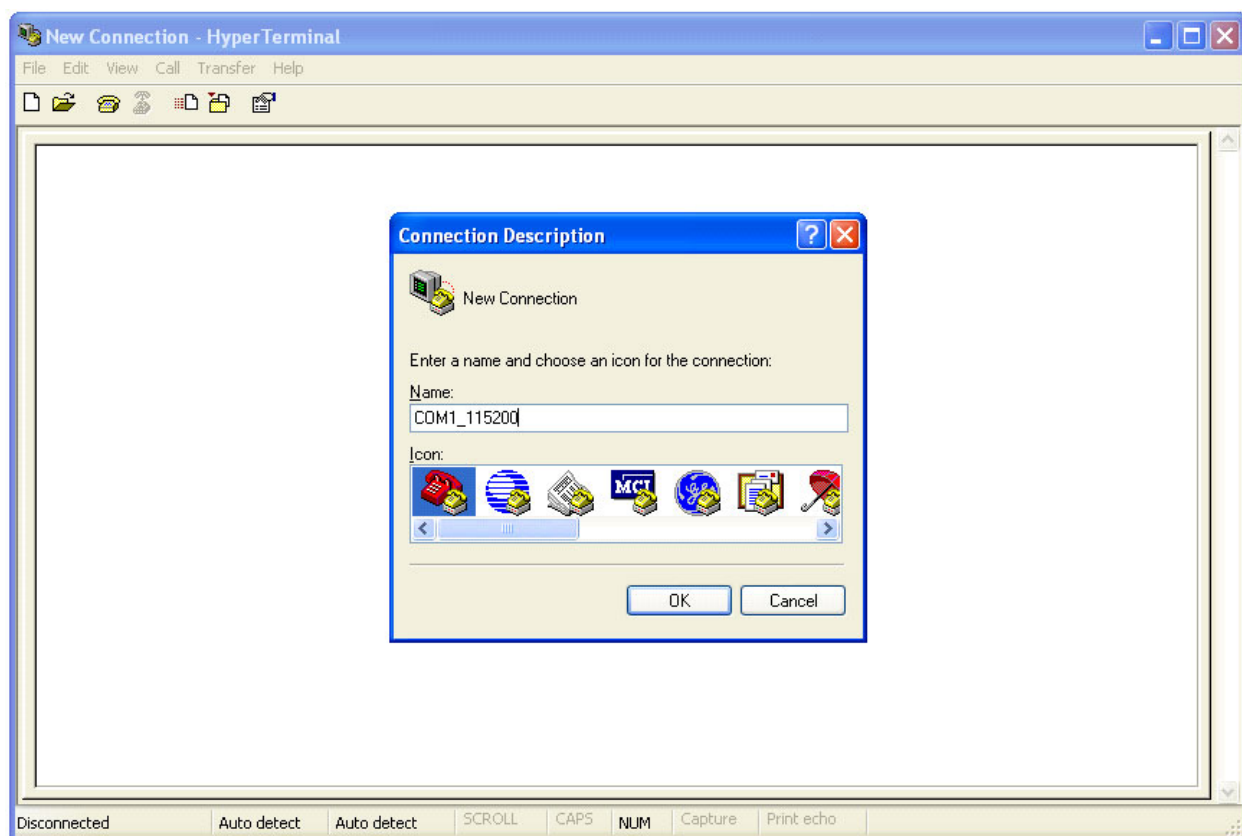 New Connection - HyperTerminal
File Edit View Call Transfer Help
Connection Description
New Connection
Enter a name and choose an icon for the connection:
Name:
COM1_115200
Icon:
MCI
OK Cancel
Disconnected Auto detect Auto detect SCROLL CAPS NUM Capture Print echo